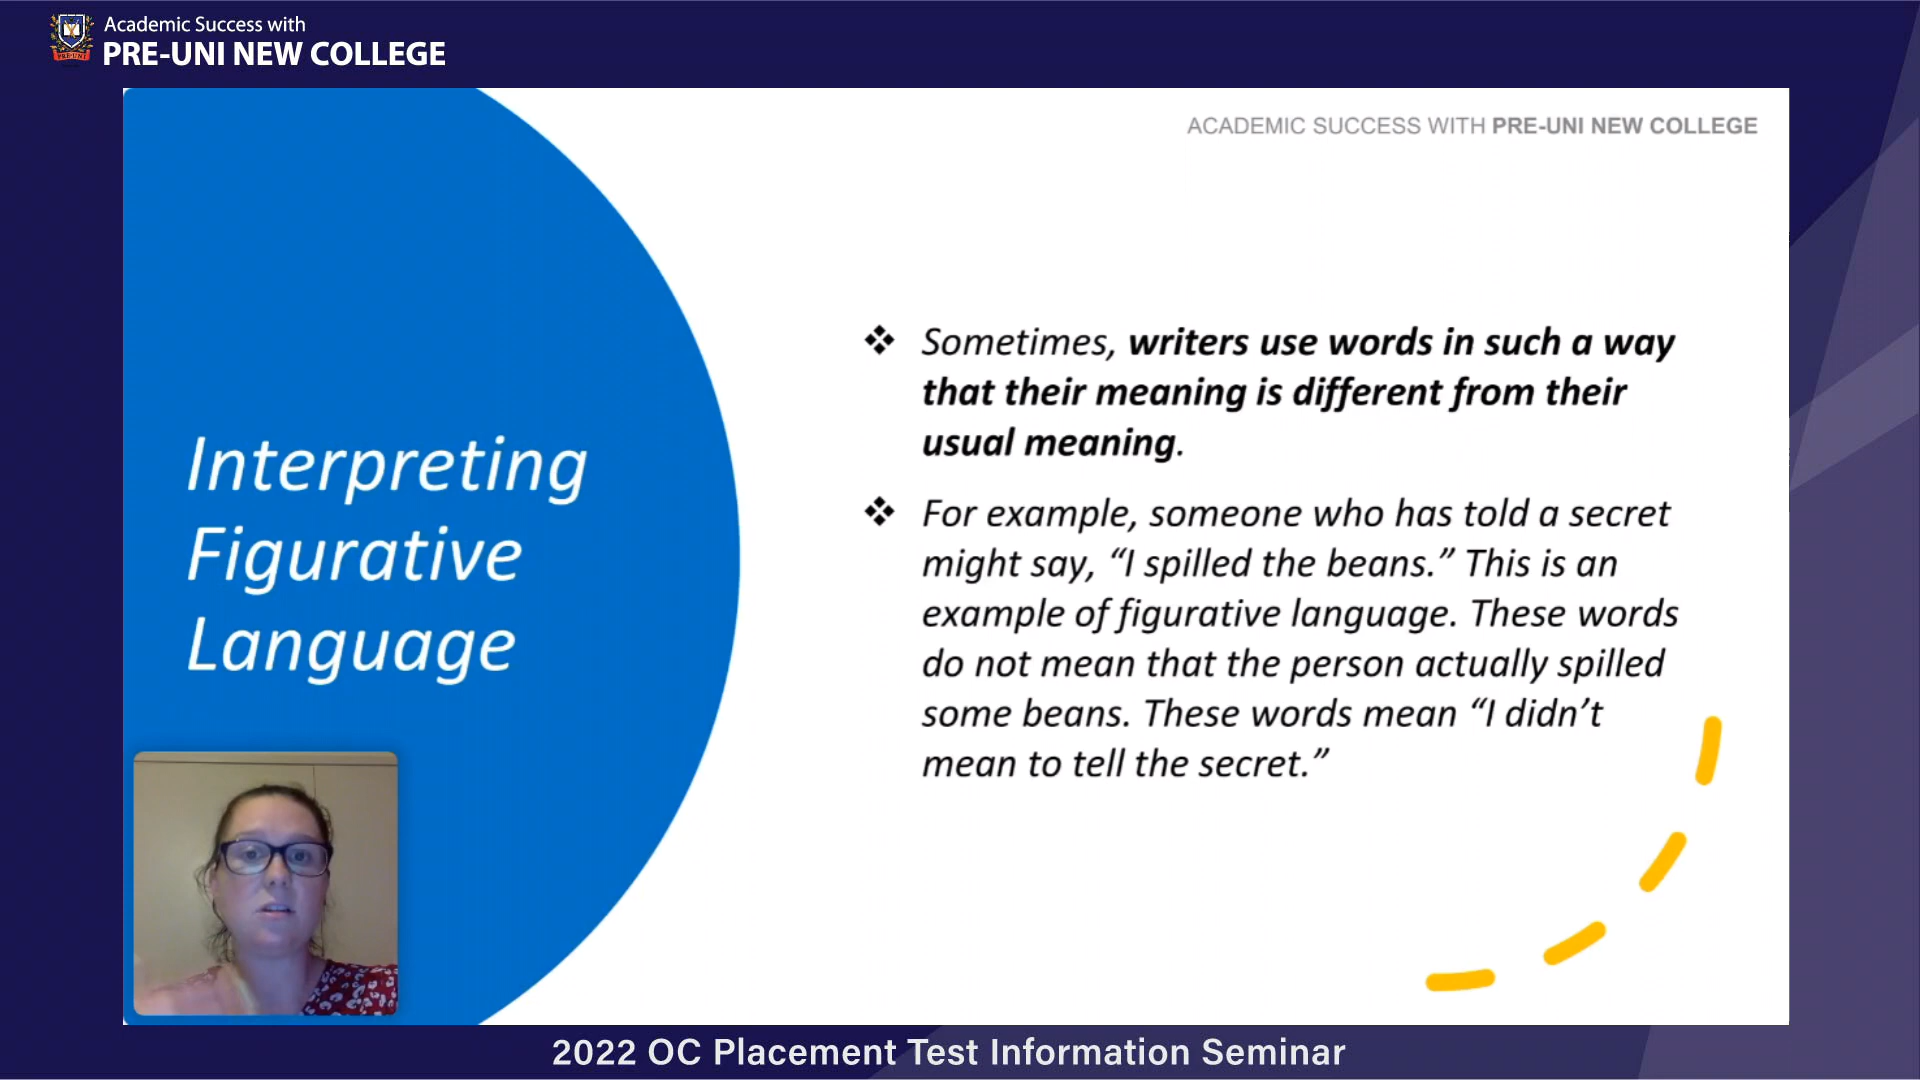 Academic Success with
PRE-UNI NEW COLLEGE
ACADEMIC SUCCESS WITH PRE-UNI NEW COLLEGE
Interpreting
Figurative
Language
❖ Sometimes, writers use words in such a way
that their meaning is different from their
usual meaning.
❖ For example, someone who has told a secret
might say, “I spilled the beans.” This is an
example of figurative language. These words
do not mean that the person actually spilled
some beans. These words mean “I didn’t
mean to tell the secret.”
2022 OC Placement Test Information Seminar